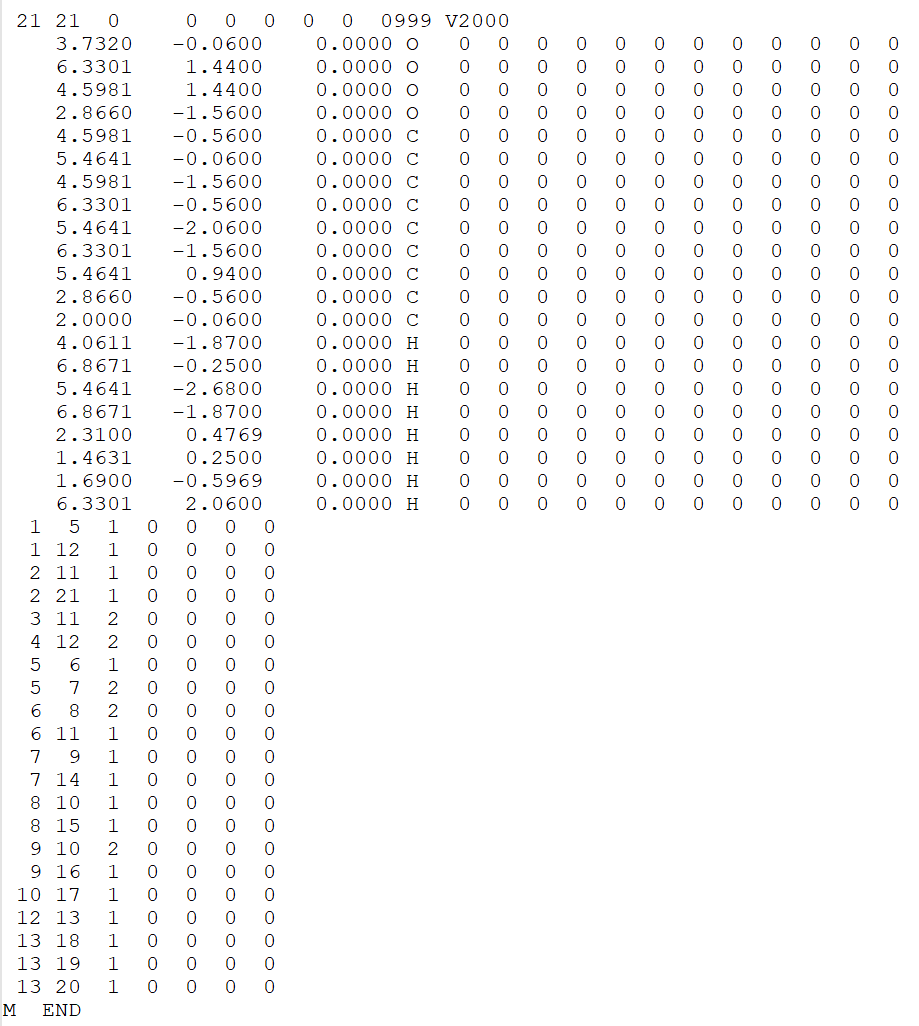 21 21 0 0 0 0 0 0 0999 V2000
3.7320 -0.0600 0.0000 O 0 0 0 0 0 0 0 0 0 0 0 0
6.3301 1.4400 0.0000 O 0 0 0 0 0 0 0 0 0 0 0 0
4.5981 1.4400 0.0000 O 0 0 0 0 0 0 0 0 0 0 0 0
2.8660 -1.5600 0.0000 O 0 0 0 0 0 0 0 0 0 0 0 0
4.5981 -0.5600 0.0000 C 0 0 0 0 0 0 0 0 0 0 0 0
5.4641 -0.0600 0.0000 C 0 0 0 0 0 0 0 0 0 0 0 0
4.5981 -1.5600 0.0000 C 0 0 0 0 0 0 0 0 0 0 0 0
6.3301 -0.5600 0.0000 C 0 0 0 0 0 0 0 0 0 0 0 0
5.4641 -2.0600 0.0000 C 0 0 0 0 0 0 0 0 0 0 0 0
6.3301 -1.5600 0.0000 C 0 0 0 0 0 0 0 0 0 0 0 0
5.4641 0.9400 0.0000 C 0 0 0 0 0 0 0 0 0 0 0 0
2.8660 -0.5600 0.0000 C 0 0 0 0 0 0 0 0 0 0 0 0
2.0000 -0.0600 0.0000 C 0 0 0 0 0 0 0 0 0 0 0 0
4.0611 -1.8700 0.0000 H 0 0 0 0 0 0 0 0 0 0 0 0
6.8671 -0.2500 0.0000 H 0 0 0 0 0 0 0 0 0 0 0 0
5.4641 -2.6800 0.0000 H 0 0 0 0 0 0 0 0 0 0 0 0
6.8671 -1.8700 0.0000 H 0 0 0 0 0 0 0 0 0 0 0 0
2.3100 0.4769 0.0000 H 0 0 0 0 0 0 0 0 0 0 0 0
1.4631 0.2500 0.0000 H 0 0 0 0 0 0 0 0 0 0 0 0
1.6900 -0.5969 0.0000 H 0 0 0 0 0 0 0 0 0 0 0 0
6.3301 2.0600 0.0000 H 0 0 0 0 0 0 0 0 0 0 0 0
1 5 1 0 0 0 0
1 12 1 0 0 0 0
2 11 1 0 0 0 0
2 21 1 0 0 0 0
3 11 2 0 0 0 0
4 12 2 0 0 0 0
5 6 1 0 0 0 0
5 7 2 0 0 0 0
6 8 2 0 0 0 0
6 11 1 0 0 0 0
7 9 1 0 0 0 0
7 14 1 0 0 0 0
8 10 1 0 0 0 0
8 15 1 0 0 0 0
9 10 2 0 0 0 0
9 16 1 0 0 0 0
10 17 1 0 0 0 0
12 13 1 0 0 0 0
13 18 1 0 0 0 0
13 19 1 0 0 0 0
13 20 1 0 0 0 0
M END